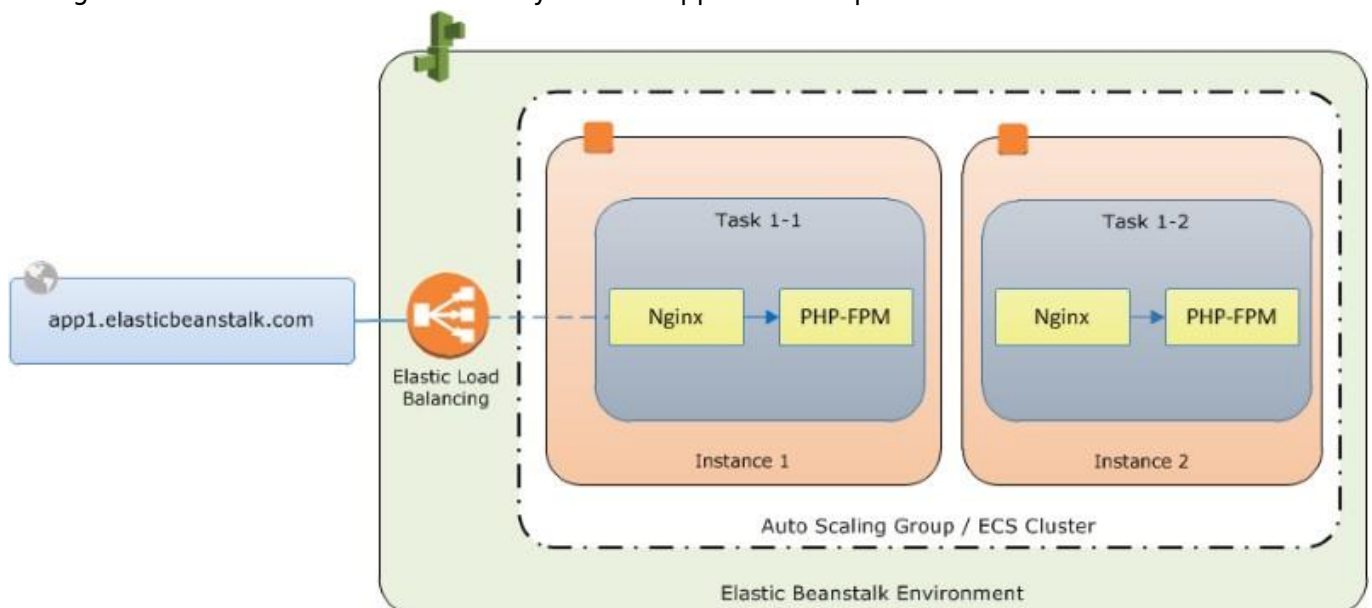 Task 1-1
Task 1-2
app1.elasticbeanstalk.com
Nginx
PHP-FPM
Nginx
PHP-FPM
Elastic Load
Balancing
Instance 1
Instance 2
Auto Scaling Group / ECS Cluster
Elastic Beanstalk Environment